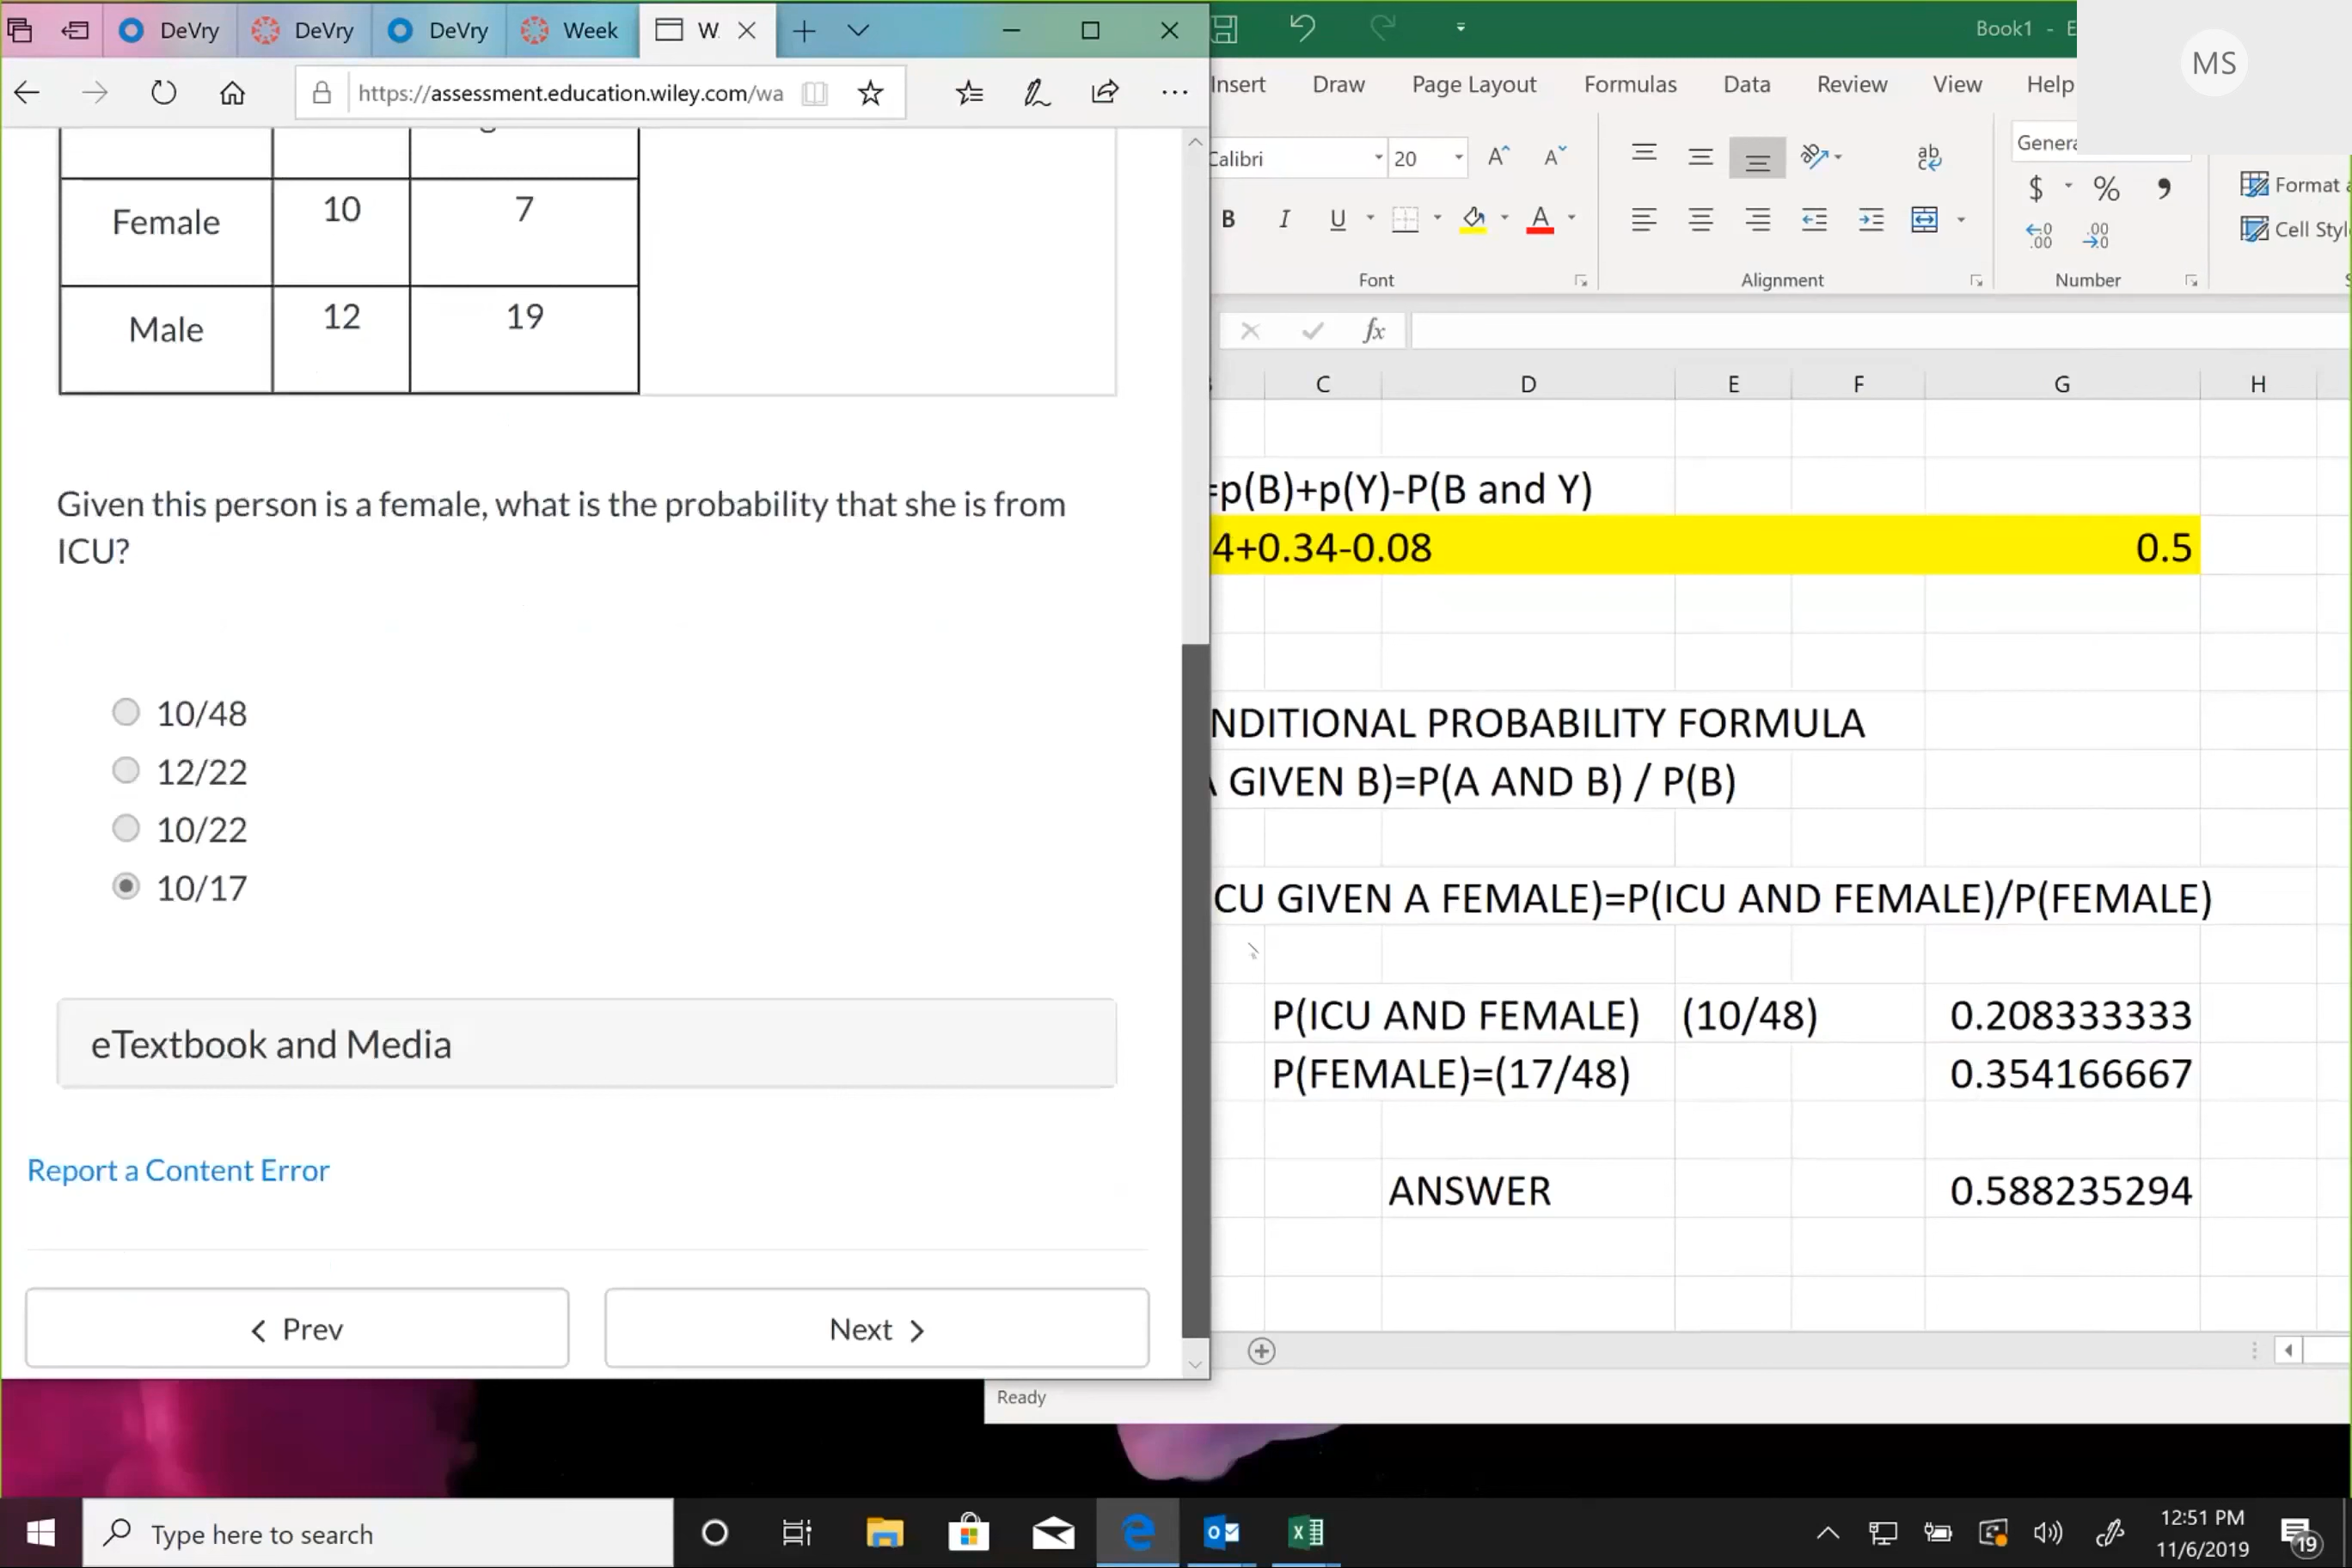 DeVry
DeVry
DeVry
Week
W
https://assessment.education.wiley.com/wa
Female 10 7
Male 12 19
Given this person is a female, what is the probability that she is from
ICU?
10/48
12/22
10/22
10/17
eTextbook and Media
Report a Content Error
Prev
Next
Book1 - E
MS
Insert Draw Page Layout Formulas Data Review View Help
Calibri 20
Genera
$ % ,
Format a
B I U
Cell Styl
Font Alignment Number
fx
C D E F G H
=p(B)+p(Y)-P(B and Y)
4+0.34-0.08 0.5
NDITIONAL PROBABILITY FORMULA
GIVEN B)=P(A AND B) / P(B)
CU GIVEN A FEMALE)=P(ICU AND FEMALE)/P(FEMALE)
P(ICU AND FEMALE) (10/48) 0.208333333
P(FEMALE)=(17/48) 0.354166667
ANSWER 0.588235294
Ready
Type here to search
12:51 PM
11/6/2019
19